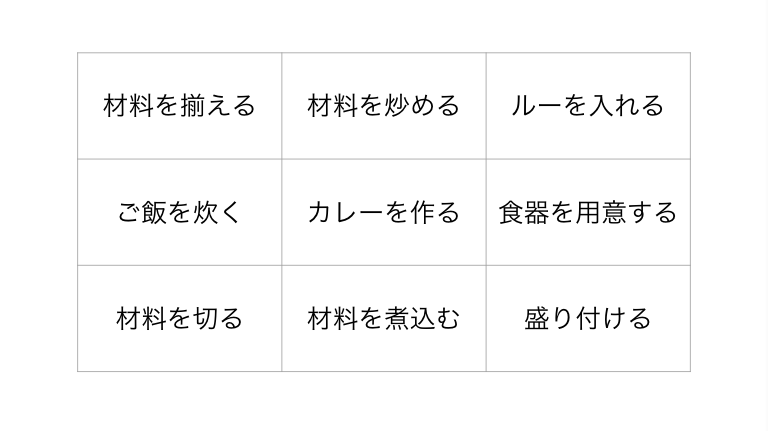 材料を揃える
材料を炒める
ルーを入れる
ご飯を炊く
カレーを作る
食器を用意する
材料を切る
材料を煮込む
盛り付ける